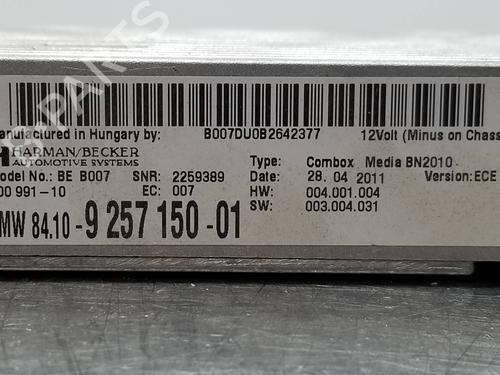 anufactured in Hungary by:
B007DU0B2642377
12Volt (Minus on Chass
HARMAN/BECKER
AUTOMOTIVE SYSTEMS
Type: Combox Media BN2010
odel No.: BE B007 SNR: 2259389
Date: 28. 04 2011 Version: ECE
00 991-10 EC: 007
HW: 004.001.004
SW: 003.004.031
MW 84.10-9 257 150-01
PARTS